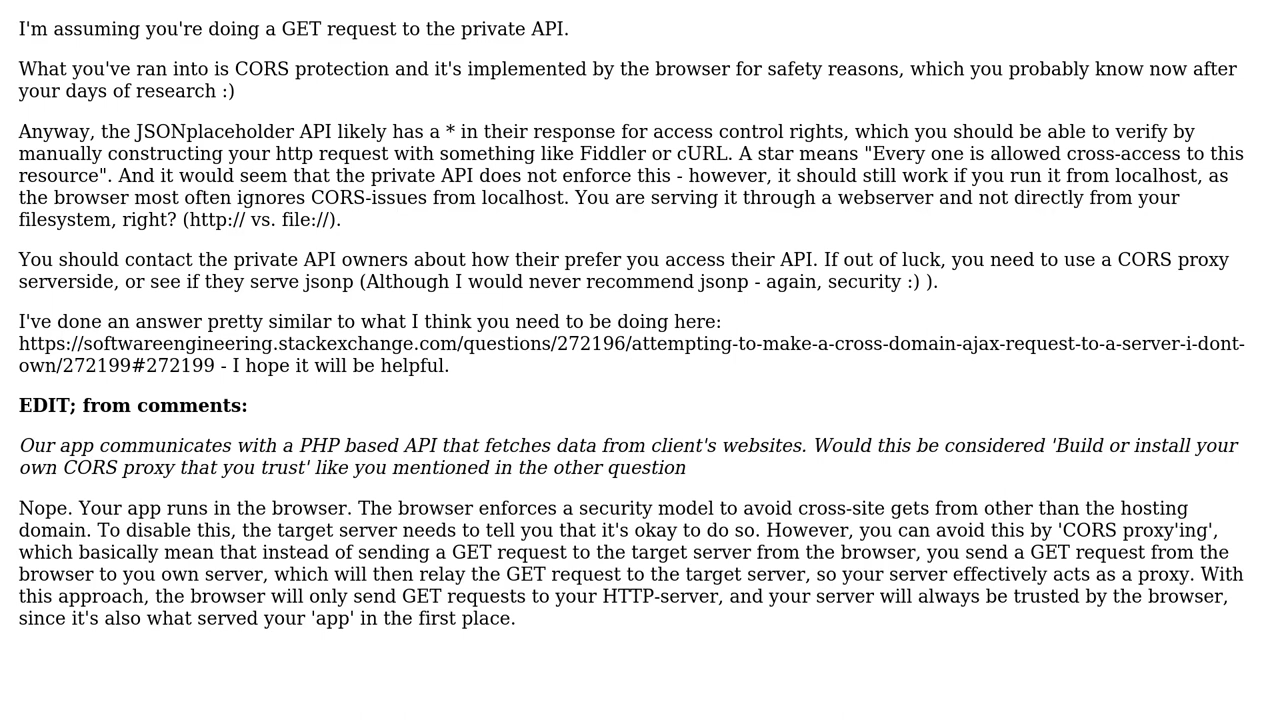 I'm assuming you're doing a GET request to the private API.
What you've ran into is CORS protection and it's implemented by the browser for safety reasons, which you probably know now after
your days of research :)
Anyway, the JSONplaceholder API likely has a * in their response for access control rights, which you should be able to verify by
manually constructing your http request with something like Fiddler or cURL. A star means "Every one is allowed cross-access to this
resource". And it would seem that the private API does not enforce this - however, it should still work if you run it from localhost, as
the browser most often ignores CORS-issues from localhost. You are serving it through a webserver and not directly from your
filesystem, right? (http:// vs. file://).
You should contact the private API owners about how their prefer you access their API. If out of luck, you need to use a CORS proxy
serverside, or see if they serve jsonp (Although I would never recommend jsonp - again, security :) ).
I've done an answer pretty similar to what I think you need to be doing here:
https://softwareengineering.stackexchange.com/questions/272196/attempting-to-make-a-cross-domain-ajax-request-to-a-server-i-dont-
own/272199#272199 - I hope it will be helpful.
EDIT; from comments:
Our app communicates with a PHP based API that fetches data from client's websites. Would this be considered 'Build or install your
own CORS proxy that you trust' like you mentioned in the other question
Nope. Your app runs in the browser. The browser enforces a security model to avoid cross-site gets from other than the hosting
domain. To disable this, the target server needs to tell you that it's okay to do so. However, you can avoid this by 'CORS proxy'ing',
which basically mean that instead of sending a GET request to the target server from the browser, you send a GET request from the
browser to you own server, which will then relay the GET request to the target server, so your server effectively acts as a proxy. With
this approach, the browser will only send GET requests to your HTTP-server, and your server will always be trusted by the browser,
since it's also what served your 'app' in the first place.